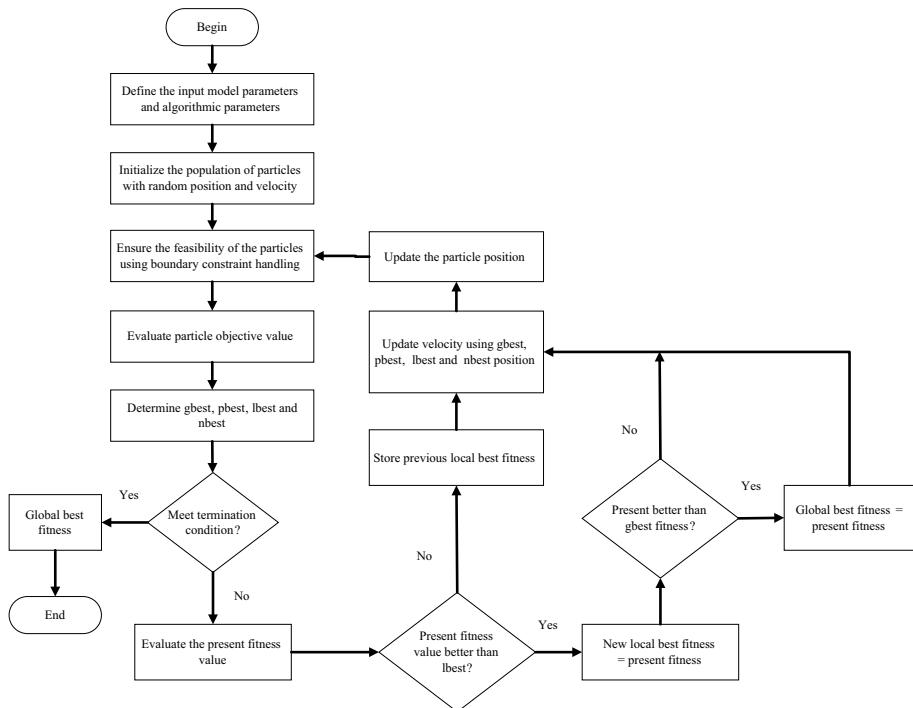 Begin
Define the input model parameters
and algorithmic parameters
Initialize the population of particles
with random position and velocity
Ensure the feasibility of the particles
using boundary constraint handling
Update the particle position
Evaluate particle objective value
Update velocity using gbest,
pbest, lbest and nbest position
Determine gbest, pbest, lbest and
nbest
Store previous local best fitness
No
Yes
Global best
fitness
Meet termination
condition?
Present better than
gbest fitness?
Yes
Global best fitness =
present fitness
No
End
No
Evaluate the present fitness
value
Present fitness
value better than
lbest?
Yes
New local best fitness
= present fitness